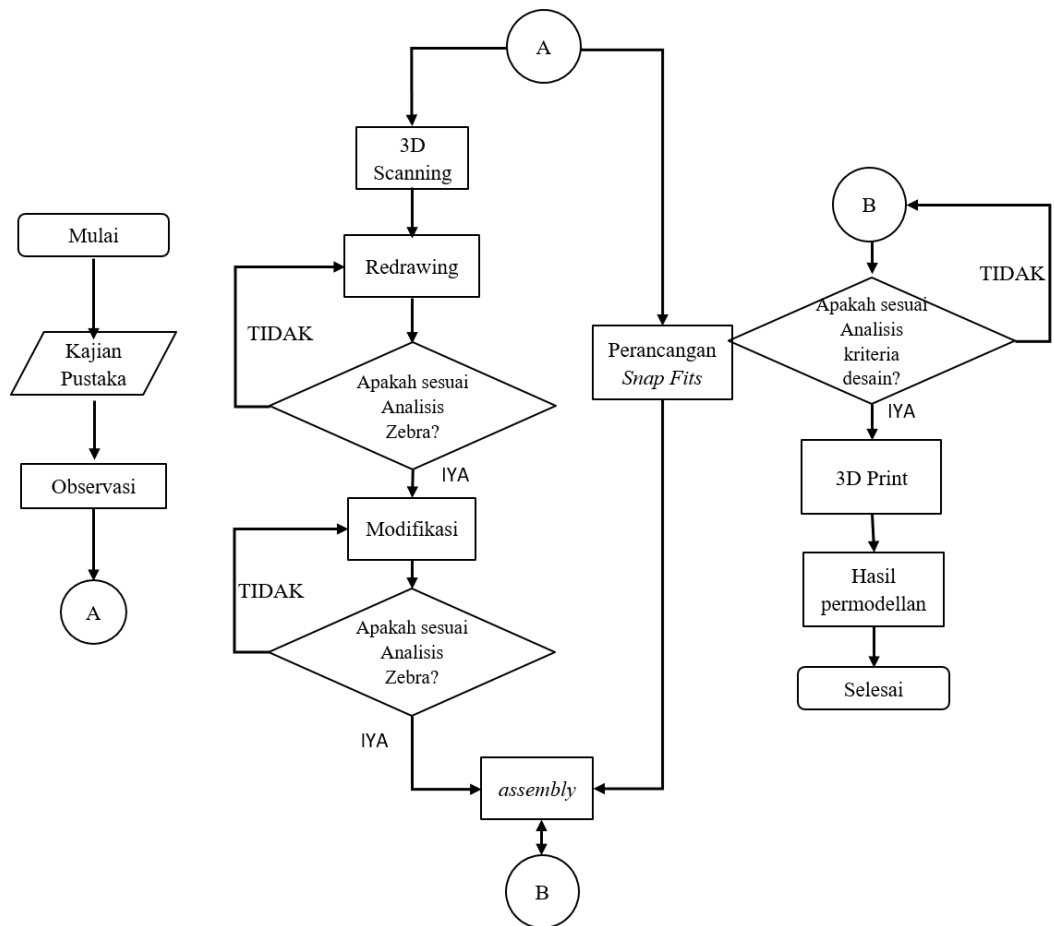 Mulai
Kajian
Pustaka
Observasi
A
A
3D
Scanning
Redrawing
TIDAK
Apakah sesuai
Analisis
Zebra?
IYA
Modifikasi
TIDAK
Apakah sesuai
Analisis
Zebra?
IYA
Perancangan
Snap Fits
assembly
B
B
TIDAK
Apakah sesuai
Analisis
kriteria
desain?
IYA
3D Print
Hasil
permodellan
Selesai